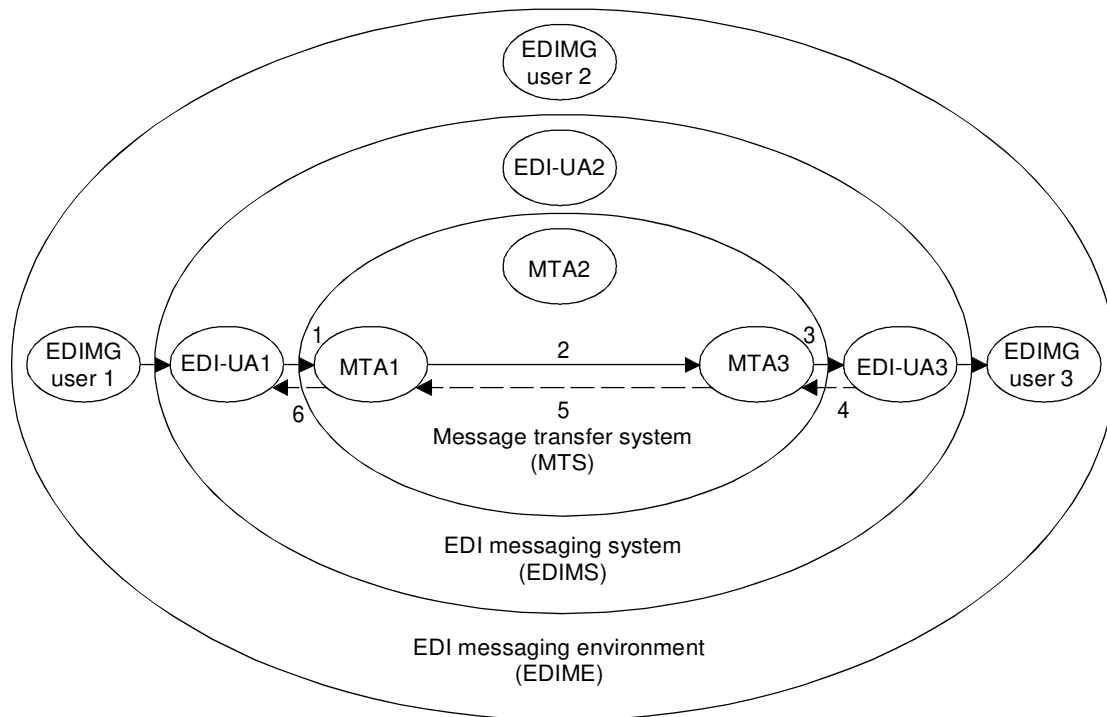 EDIMG
user 2
EDI-UA2
MTA2
1
2
3
EDIMG
user 1
EDI-UA1
MTA1
MTA3
EDI-UA3
EDIMG
user 3
6
5
4
Message transfer system
(MTS)
EDI messaging system
(EDIMS)
EDI messaging environment
(EDIME)